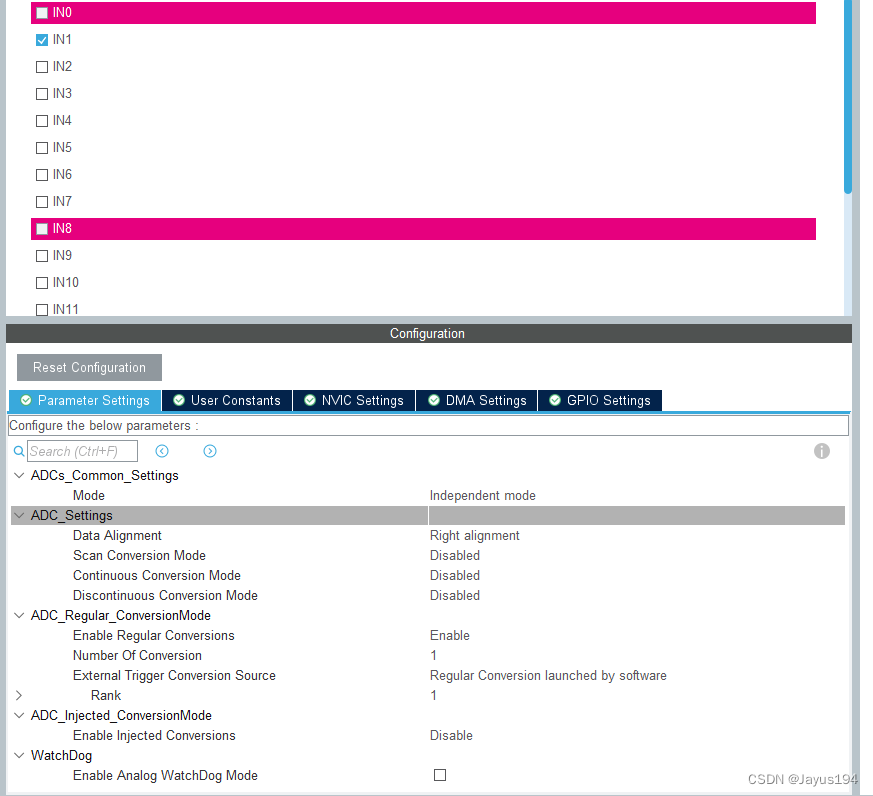 IN0
IN1
IN2
IN3
IN4
IN5
IN6
IN7
IN8
IN9
IN10
IN11
Configuration
Reset Configuration
Parameter Settings User Constants NVIC Settings DMA Settings GPIO Settings
Configure the below parameters :
Search (Ctrl+F)
ADCs_Common_Settings
Mode Independent mode
ADC_Settings
Data Alignment Right alignment
Scan Conversion Mode Disabled
Continuous Conversion Mode Disabled
Discontinuous Conversion Mode Disabled
ADC_Regular_ConversionMode
Enable Regular Conversions Enable
Number Of Conversion 1
External Trigger Conversion Source Regular Conversion launched by software
Rank 1
ADC_Injected_ConversionMode
Enable Injected Conversions Disable
WatchDog
Enable Analog WatchDog Mode
CSDN @Jayus194